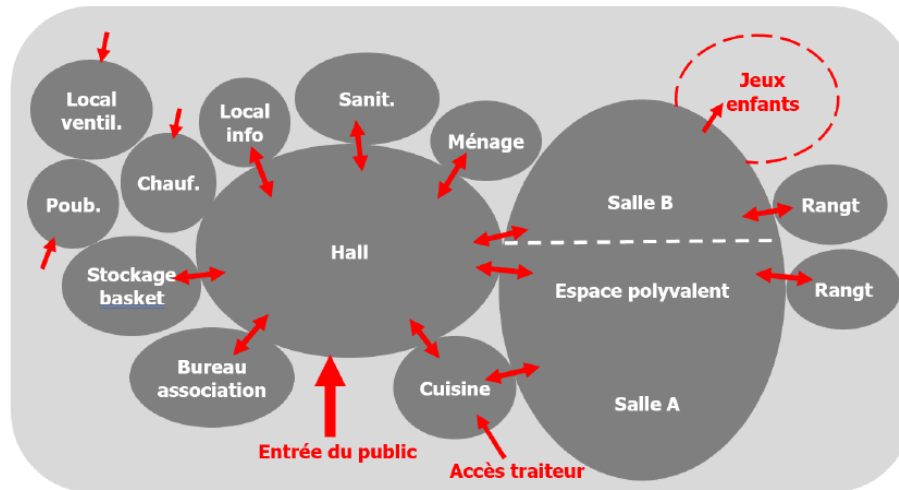 Jeux
enfants
Local
ventil.
Local
info
Sanit.
Ménage
Chauf.
Poub.
Salle B
Rangt
Hall
Stockage
basket
Espace polyvalent
Rangt
Bureau
association
Cuisine
Salle A
Entrée du public
Accès traiteur